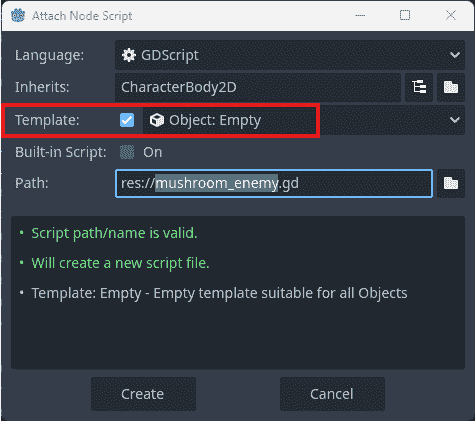 Attach Node Script
Language: GDScript
Inherits: CharacterBody2D
Template: Object: Empty
Built-in Script: On
Path: res://mushroom_enemy.gd
• Script path/name is valid.
• Will create a new script file.
• Template: Empty - Empty template suitable for all Objects
Create Cancel